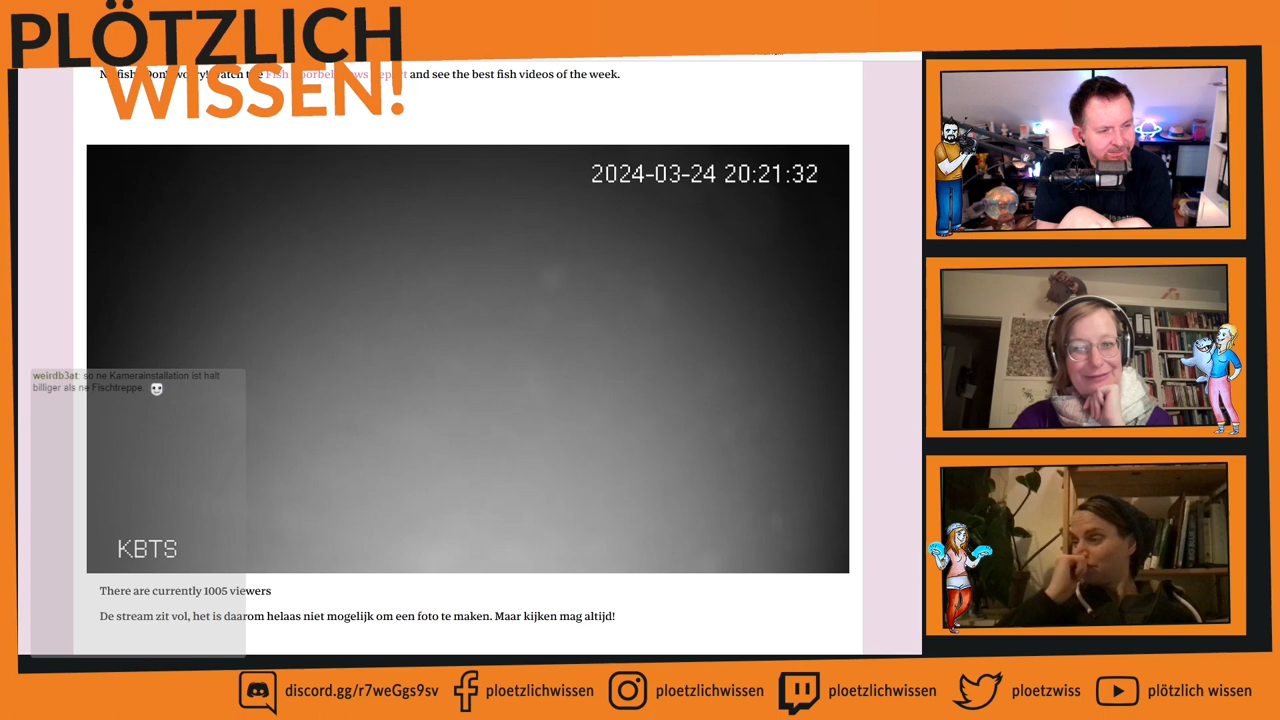 PLÖTZLICH
WISSEN!
and see the best fish videos of the week.
2024-03-24 20:21:32
weirdb3at: so ne Kamerainstallation ist halt
billiger als ne Fischtreppe.
KBTS
There are currently 1005 viewers
De stream zit vol, het is daarom helaas niet mogelijk om een foto te maken. Maar kijken mag altijd!
discord.gg/r7weGgs9sv
ploetzlichwissen
ploetzlichwissen
ploetzlichwissen
ploetzwiss
plötzlich wissen